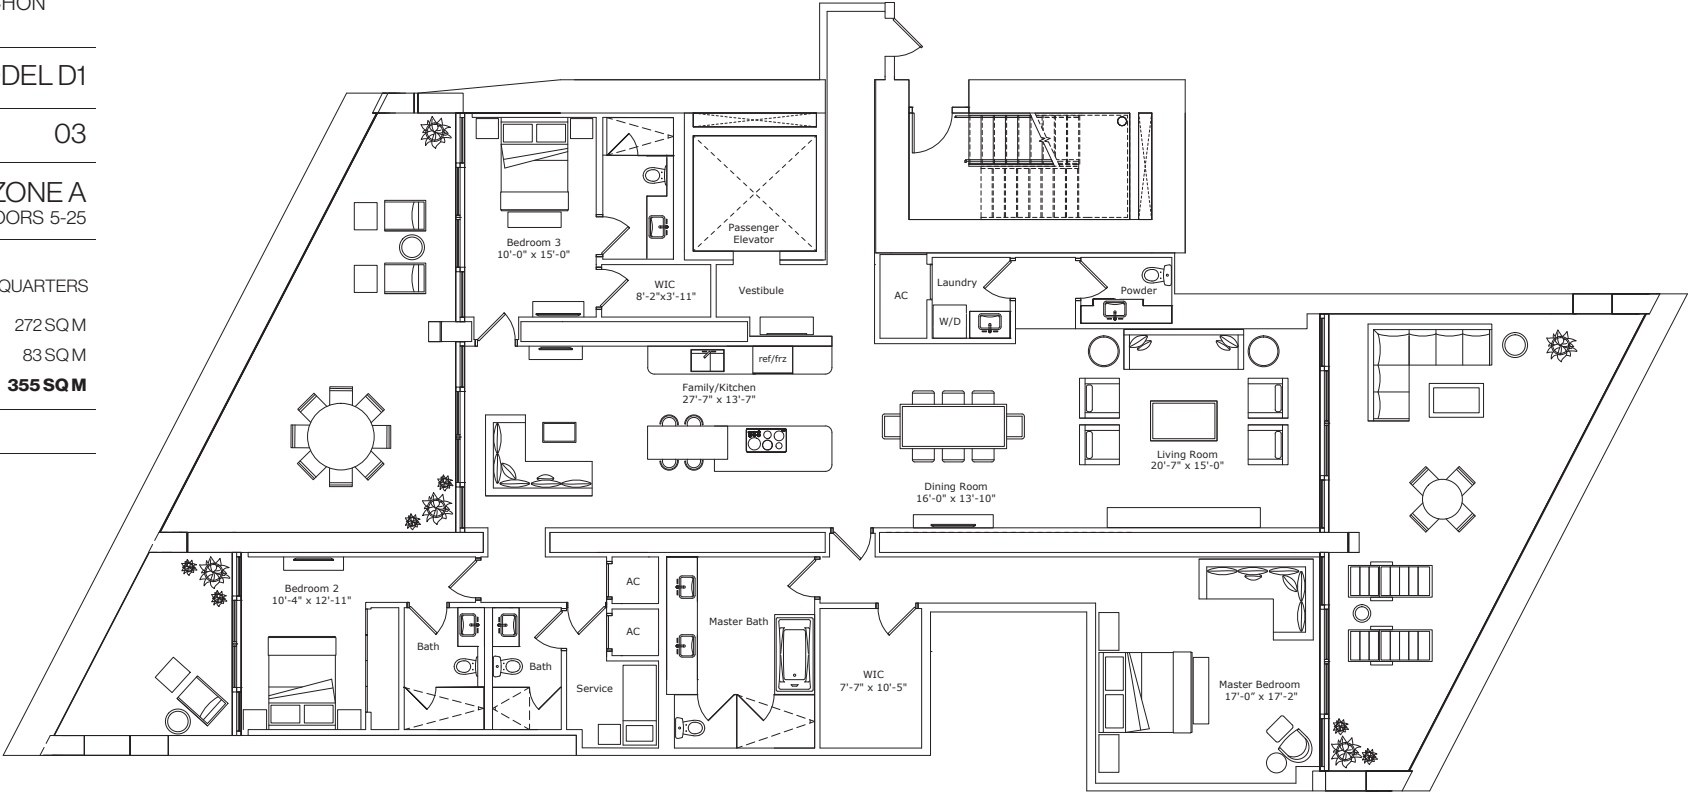 DEL D1
03
ZONE A
OORS 5-25
QUARTERS
272 SQ M
83 SQ M
355 SQ M
Passenger
Elevator
Bedroom 3
10'-0" x 15'-0"
WIC
8'-2"x3'-11"
Vestibule
AC
Laundry
W/D
Powder
ref/frz
Family/Kitchen
27'-7" x 13'-7"
Living Room
20'-7" x 15'-0"
Dining Room
16'-0" x 13'-10"
Bedroom 2
10'-4" x 12'-11"
AC
AC
Master Bath
Bath
Bath
Service
WIC
7'-7" x 10'-5"
Master Bedroom
17'-0" x 17'-2"